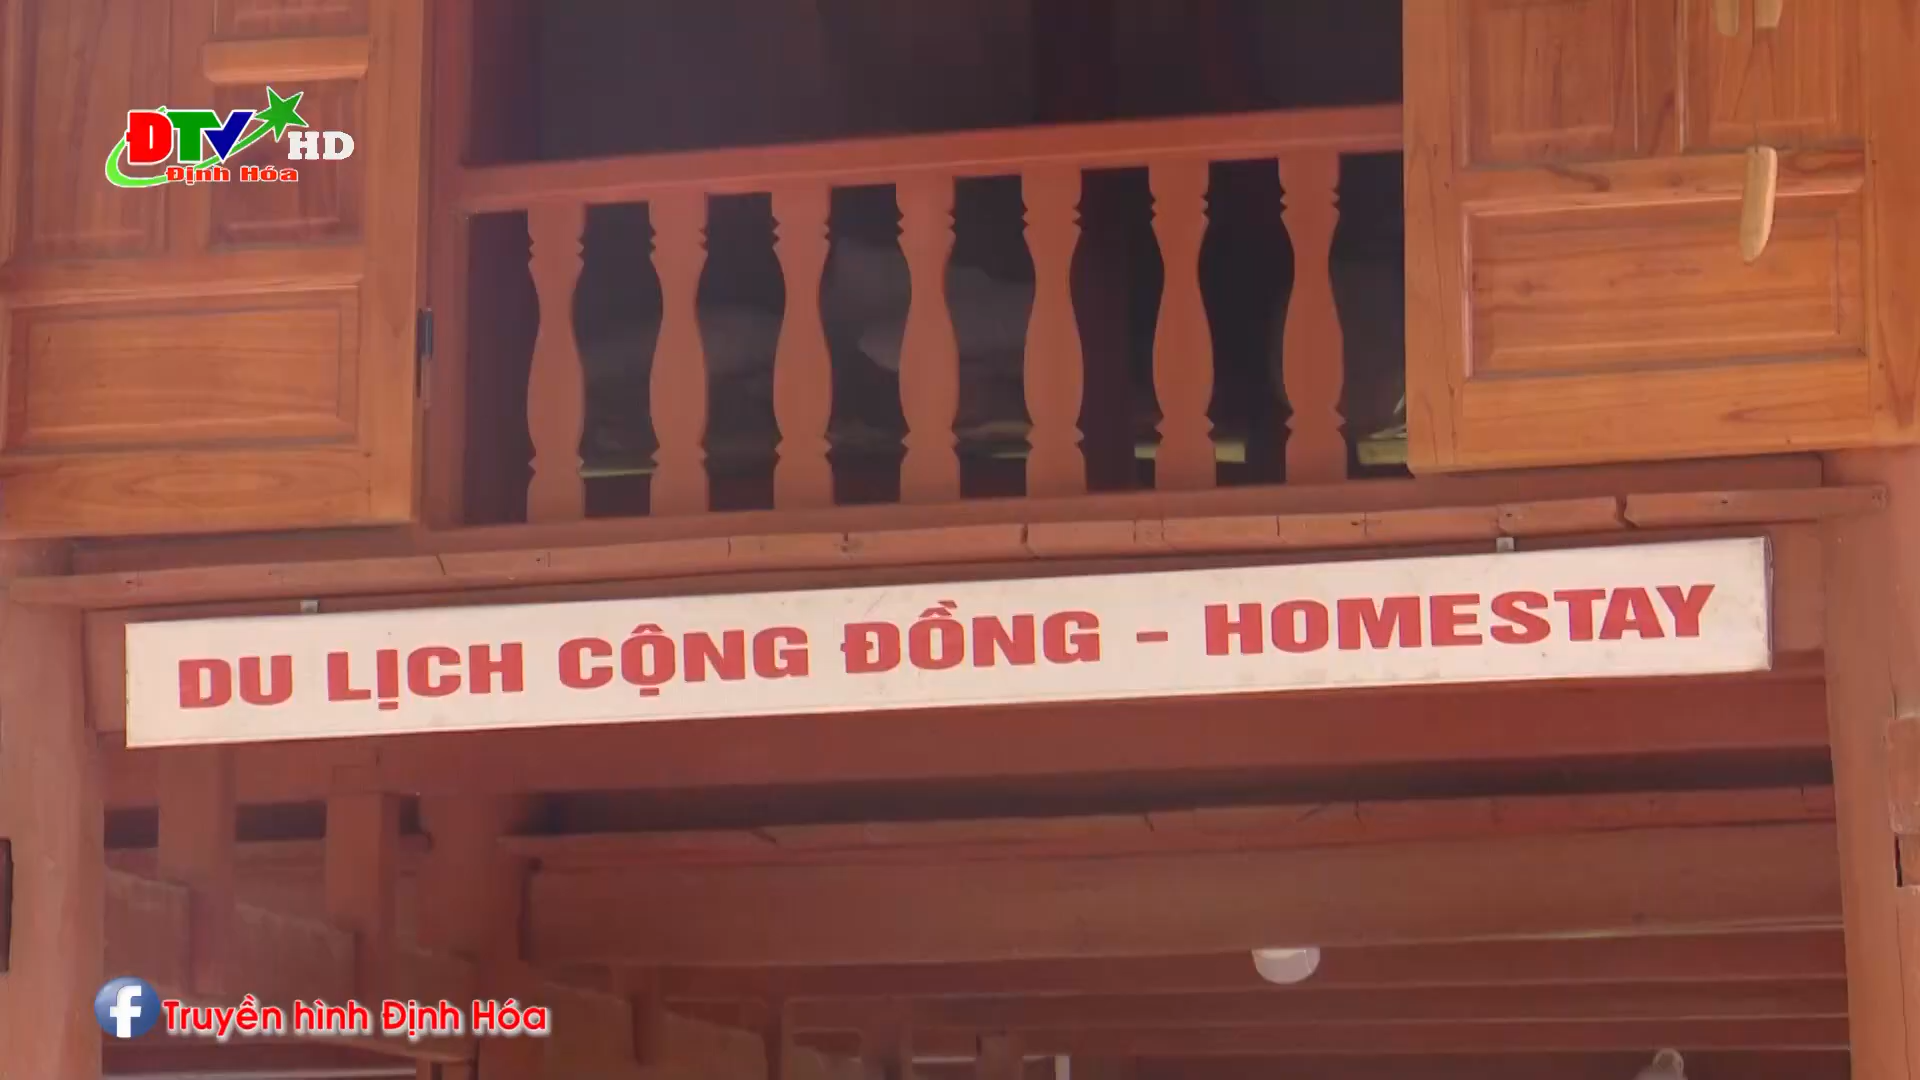 ĐTV HD
Định Hóa
DU LỊCH CỘNG ĐỒNG - HOMESTAY
f Truyền hình Định Hóa